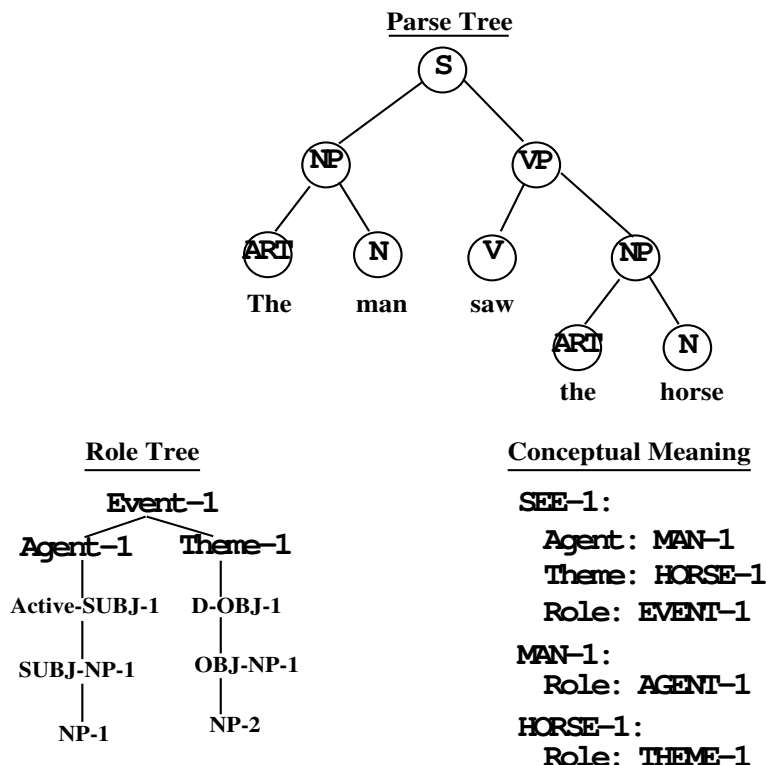 Parse Tree
S
NP VP
ART N V NP
The man saw
ART N
the horse
Role Tree
Event-1
Agent-1 Theme-1
Active-SUBJ-1 D-OBJ-1
SUBJ-NP-1 OBJ-NP-1
NP-1 NP-2
Conceptual Meaning
SEE-1:
Agent: MAN-1
Theme: HORSE-1
Role: EVENT-1
MAN-1:
Role: AGENT-1
HORSE-1:
Role: THEME-1